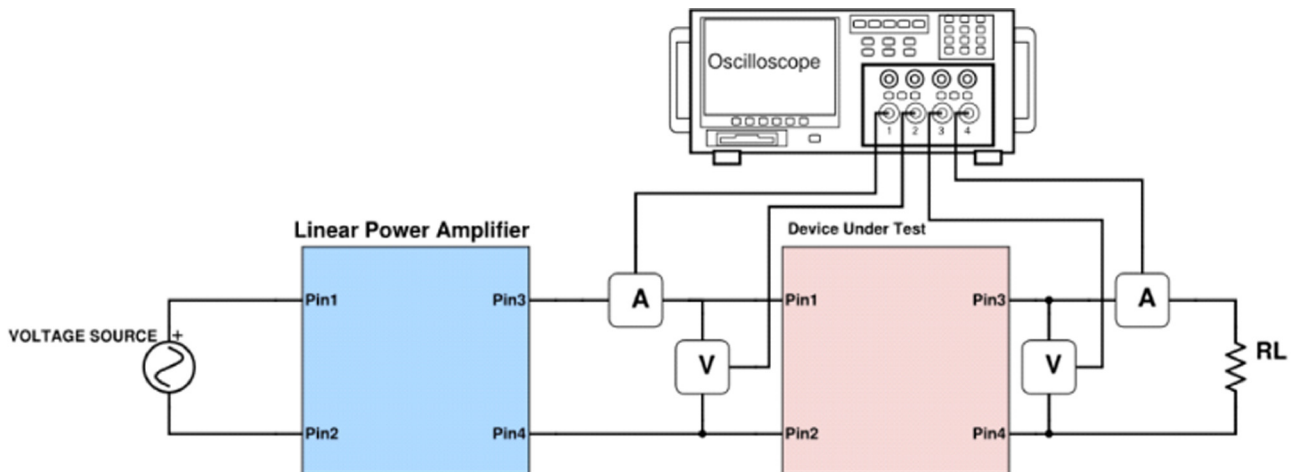 Oscilloscope
1 2 3 4
Linear Power Amplifier
Device Under Test
Pin1 Pin3 A Pin1 Pin3 A
VOLTAGE SOURCE +
V V RL
Pin2 Pin4 Pin2 Pin4